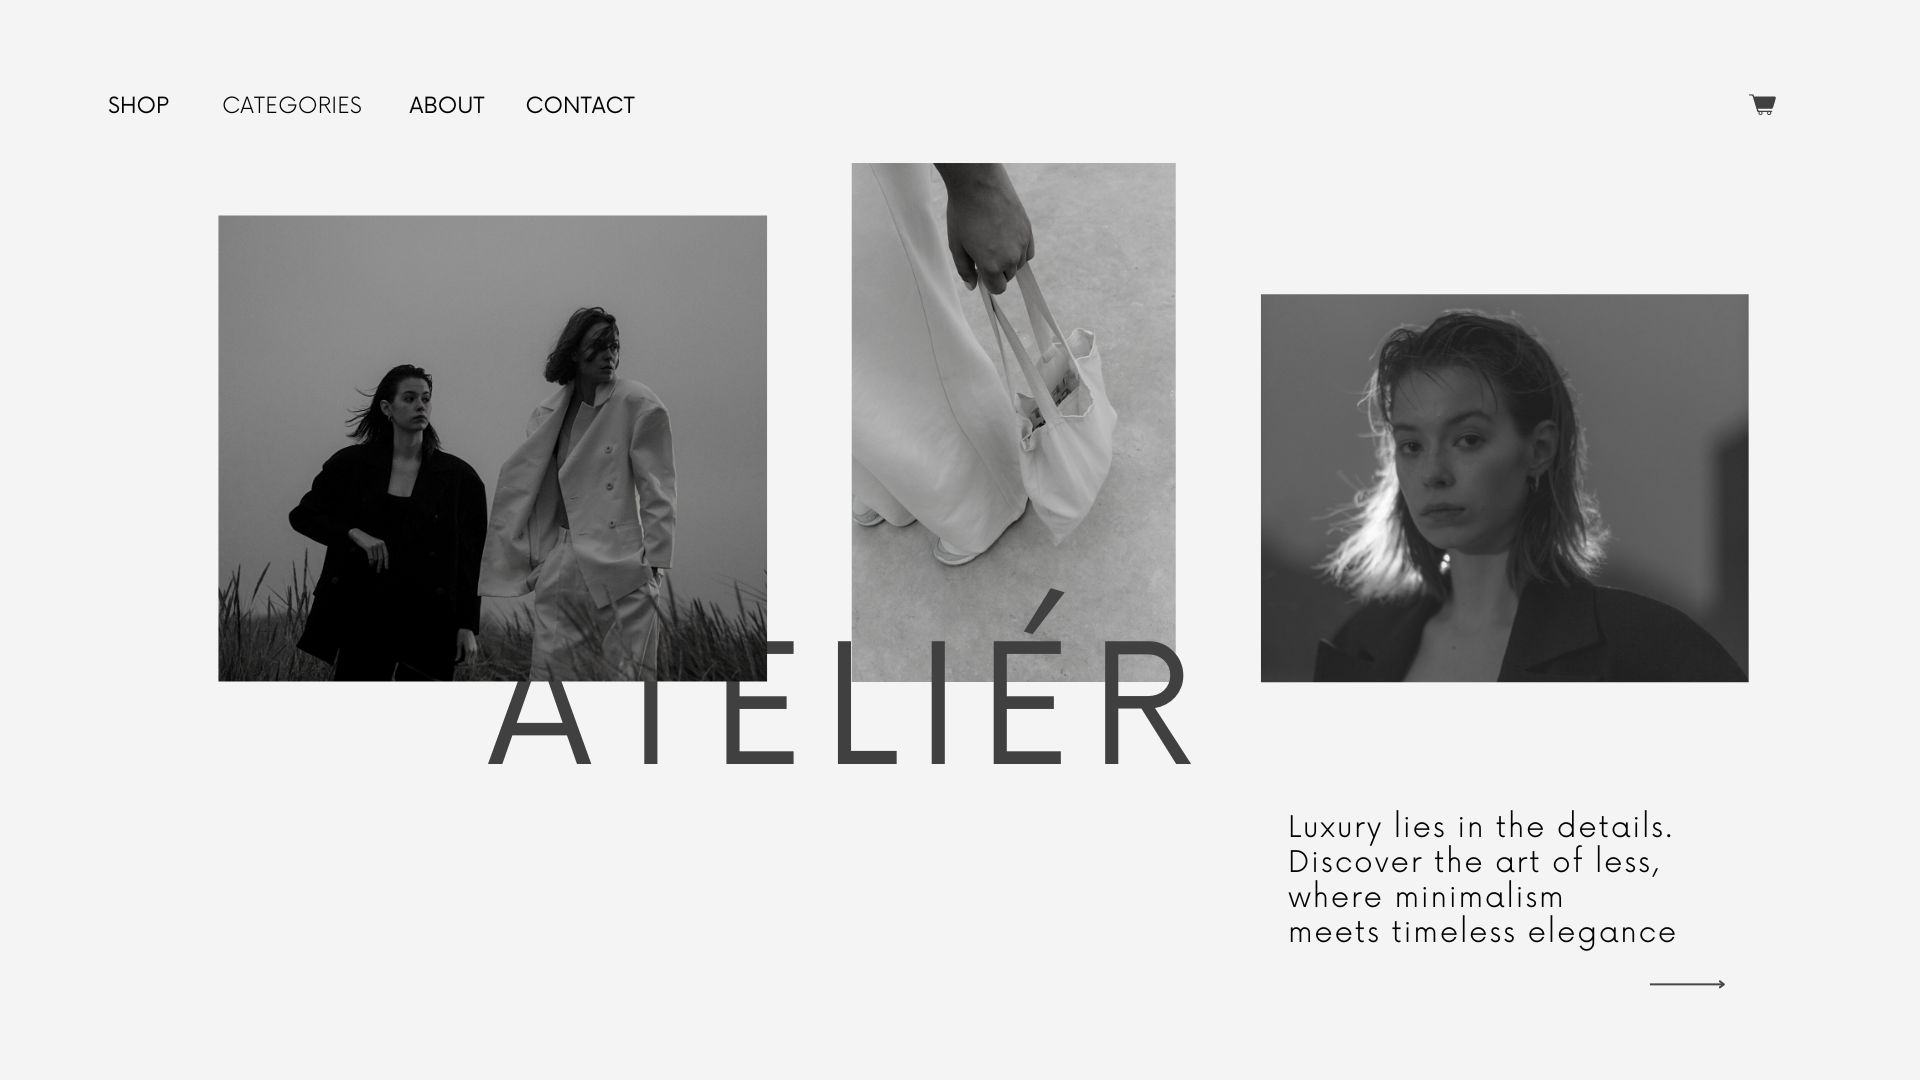 SHOP CATEGORIES ABOUT CONTACT
ATELIÉR
Luxury lies in the details.
Discover the art of less,
where minimalism
meets timeless elegance